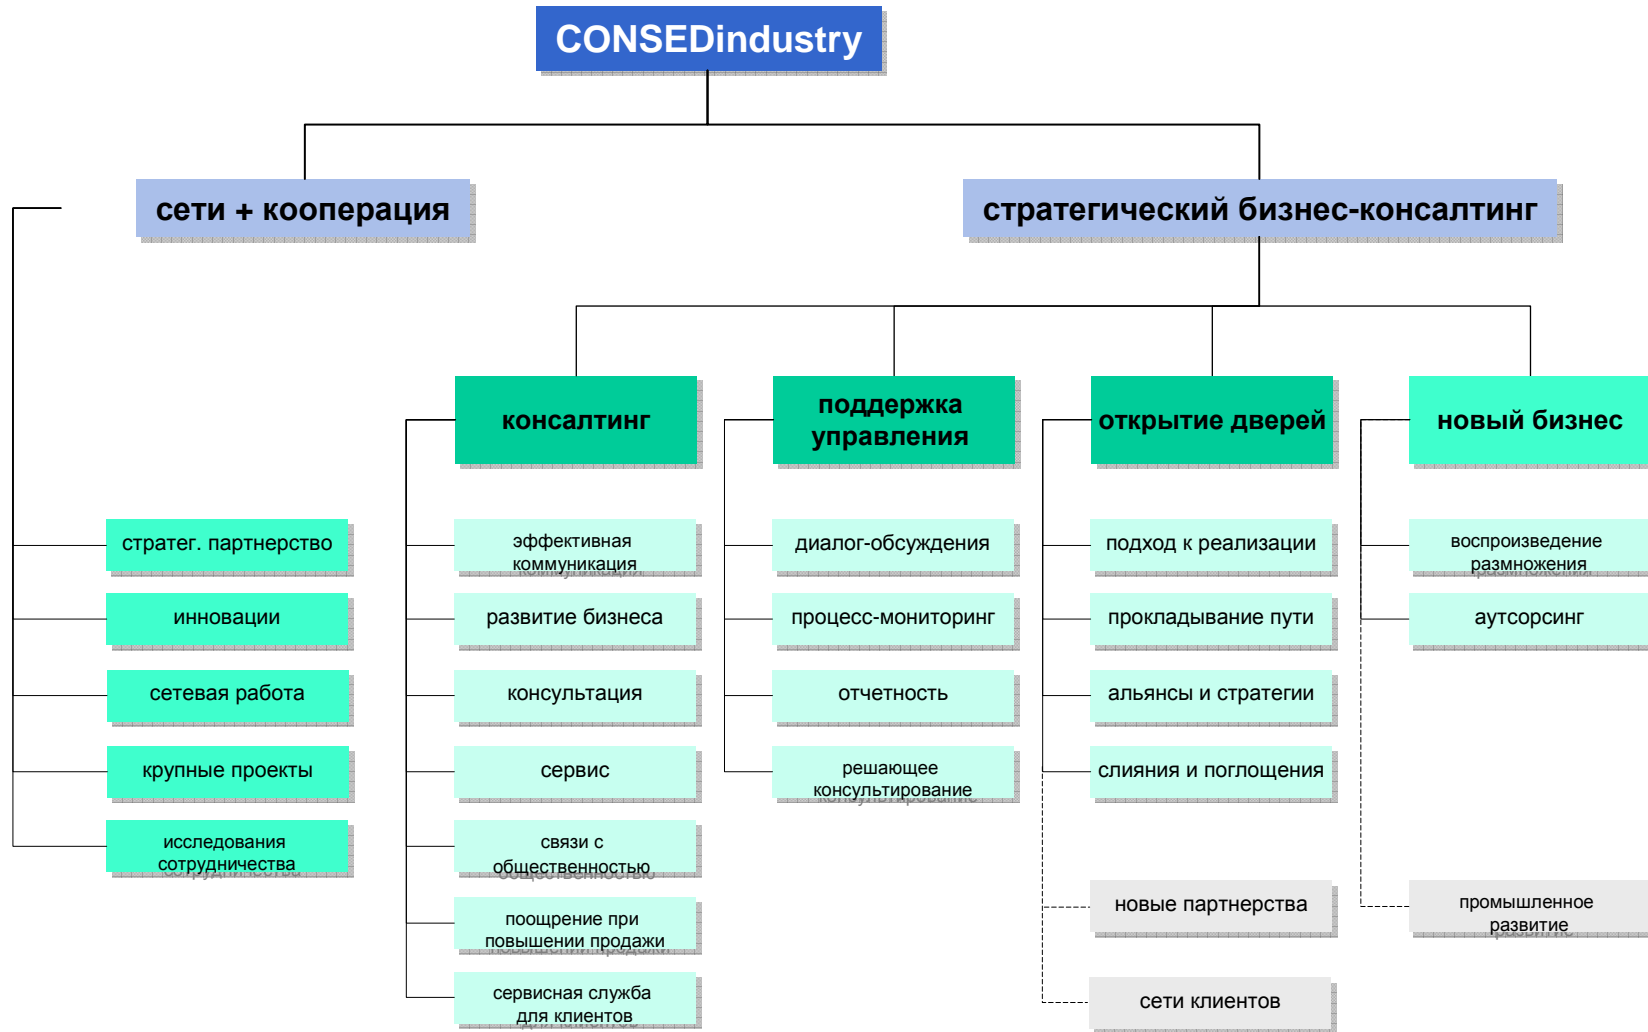 CONSEDindustry
сети + кооперация
стратегический бизнес-консалтинг
консалтинг
поддержка
управления
открытие дверей
новый бизнес
стратег. партнерство
инновации
сетевая работа
крупные проекты
исследования
сотрудничества
эффективная
коммуникация
развитие бизнеса
консультация
сервис
связи с
общественностью
поощрение при
повышении продажи
сервисная служба
для клиентов
диалог-обсуждения
процесс-мониторинг
отчетность
решающее
консультирование
подход к реализации
прокладывание пути
альянсы и стратегии
слияния и поглощения
новые партнерства
сети клиентов
воспроизведение
размножения
аутсорсинг
промышленное
развитие